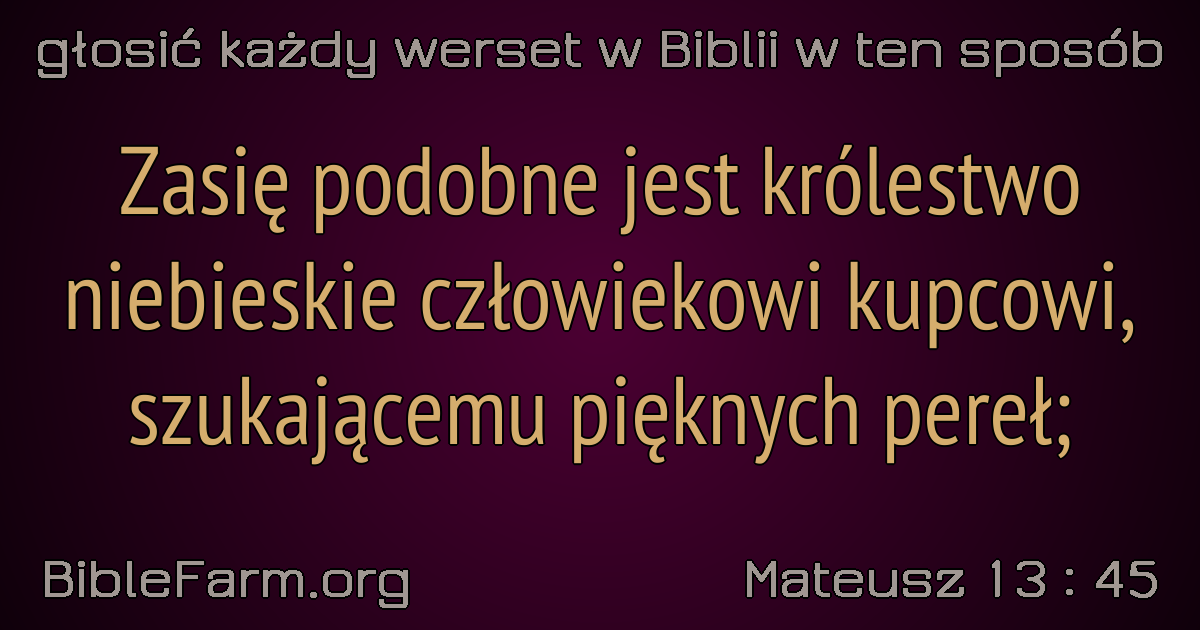 głosić każdy werset w Biblii w ten sposób
Zasię podobne jest królestwo
niebieskie człowiekowi kupcowi,
szukającemu pięknych pereł;
BibleFarm.org
Mateusz 13 : 45